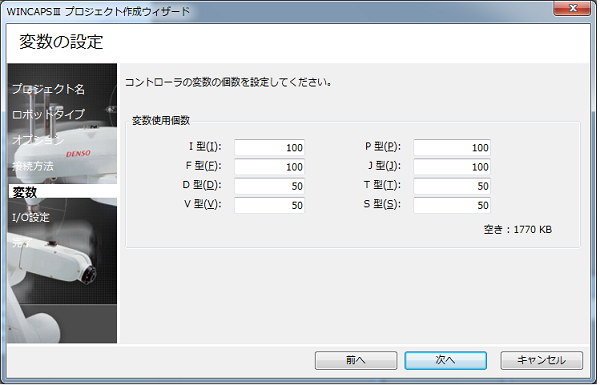 WINCAPSⅢ プロジェクト作成ウィザード
変数の設定
プロジェクト名
ロボットタイプ
オプション
接続方法
変数
I/O設定
完了
DENSO
コントローラの変数の個数を設定してください。
変数使用個数
I 型(I): 100 P 型(P): 100
F 型(F): 100 J 型(J): 100
D 型(D): 50 T 型(T): 50
V 型(V): 50 S 型(S): 50
空き : 1770 KB
前へ 次へ キャンセル